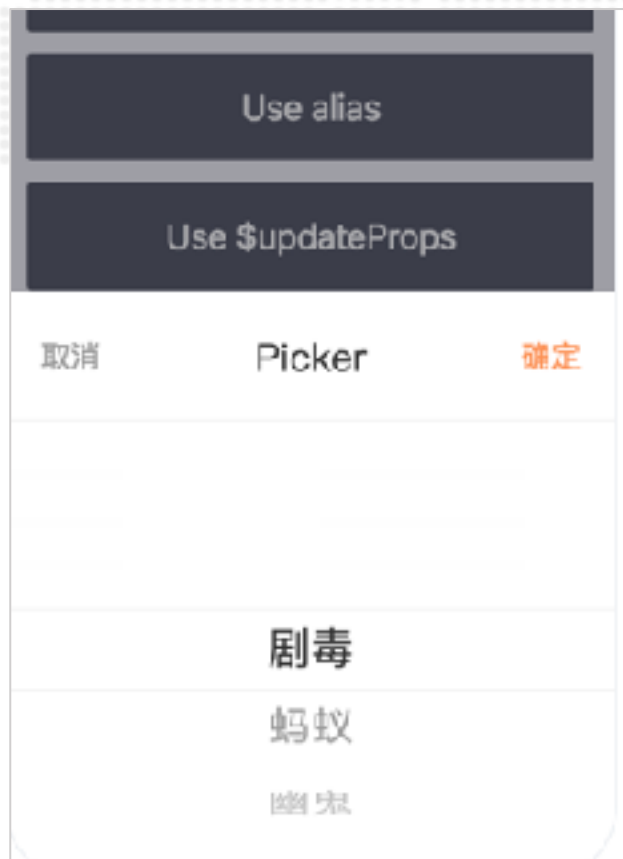 Use alias
Use $updateProps
取消 Picker 确定
剧毒
蚂蚁
幽鬼